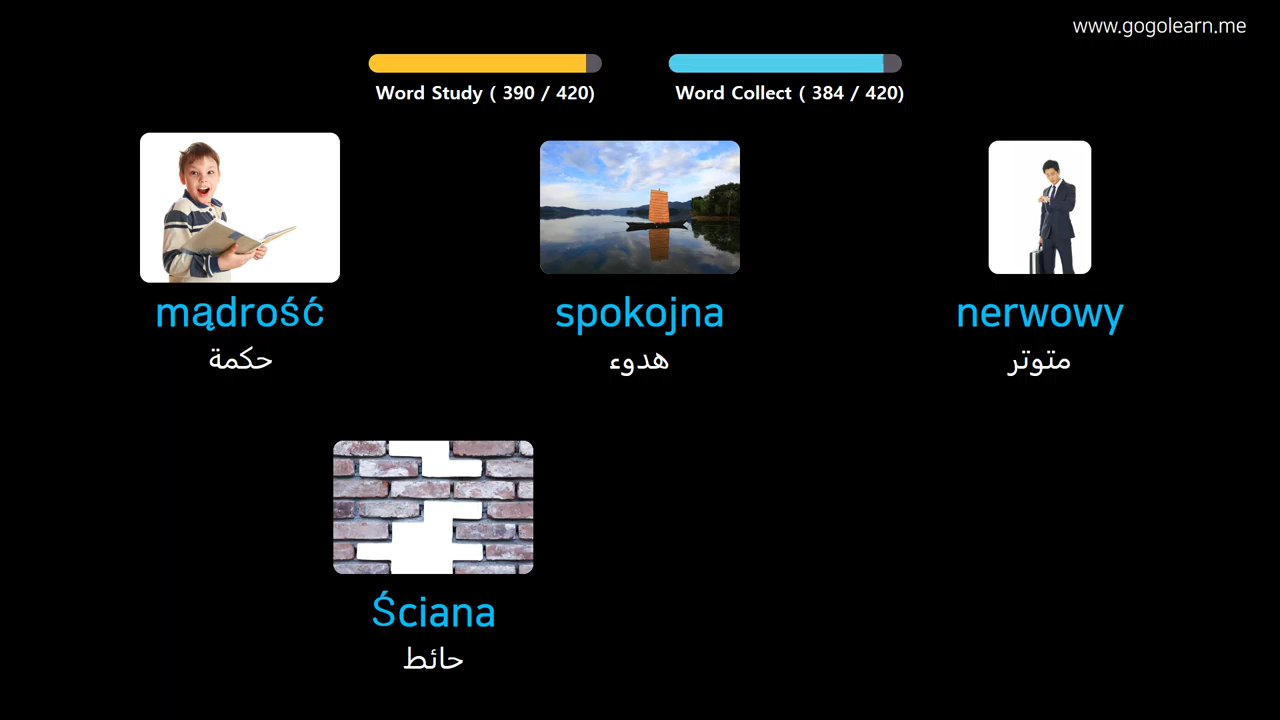 www.gogolearn.me
Word Study ( 390 / 420)
Word Collect ( 384 / 420)
mądrość
حكمة
spokojna
هدوء
nerwowy
متوتر
Ściana
حائط